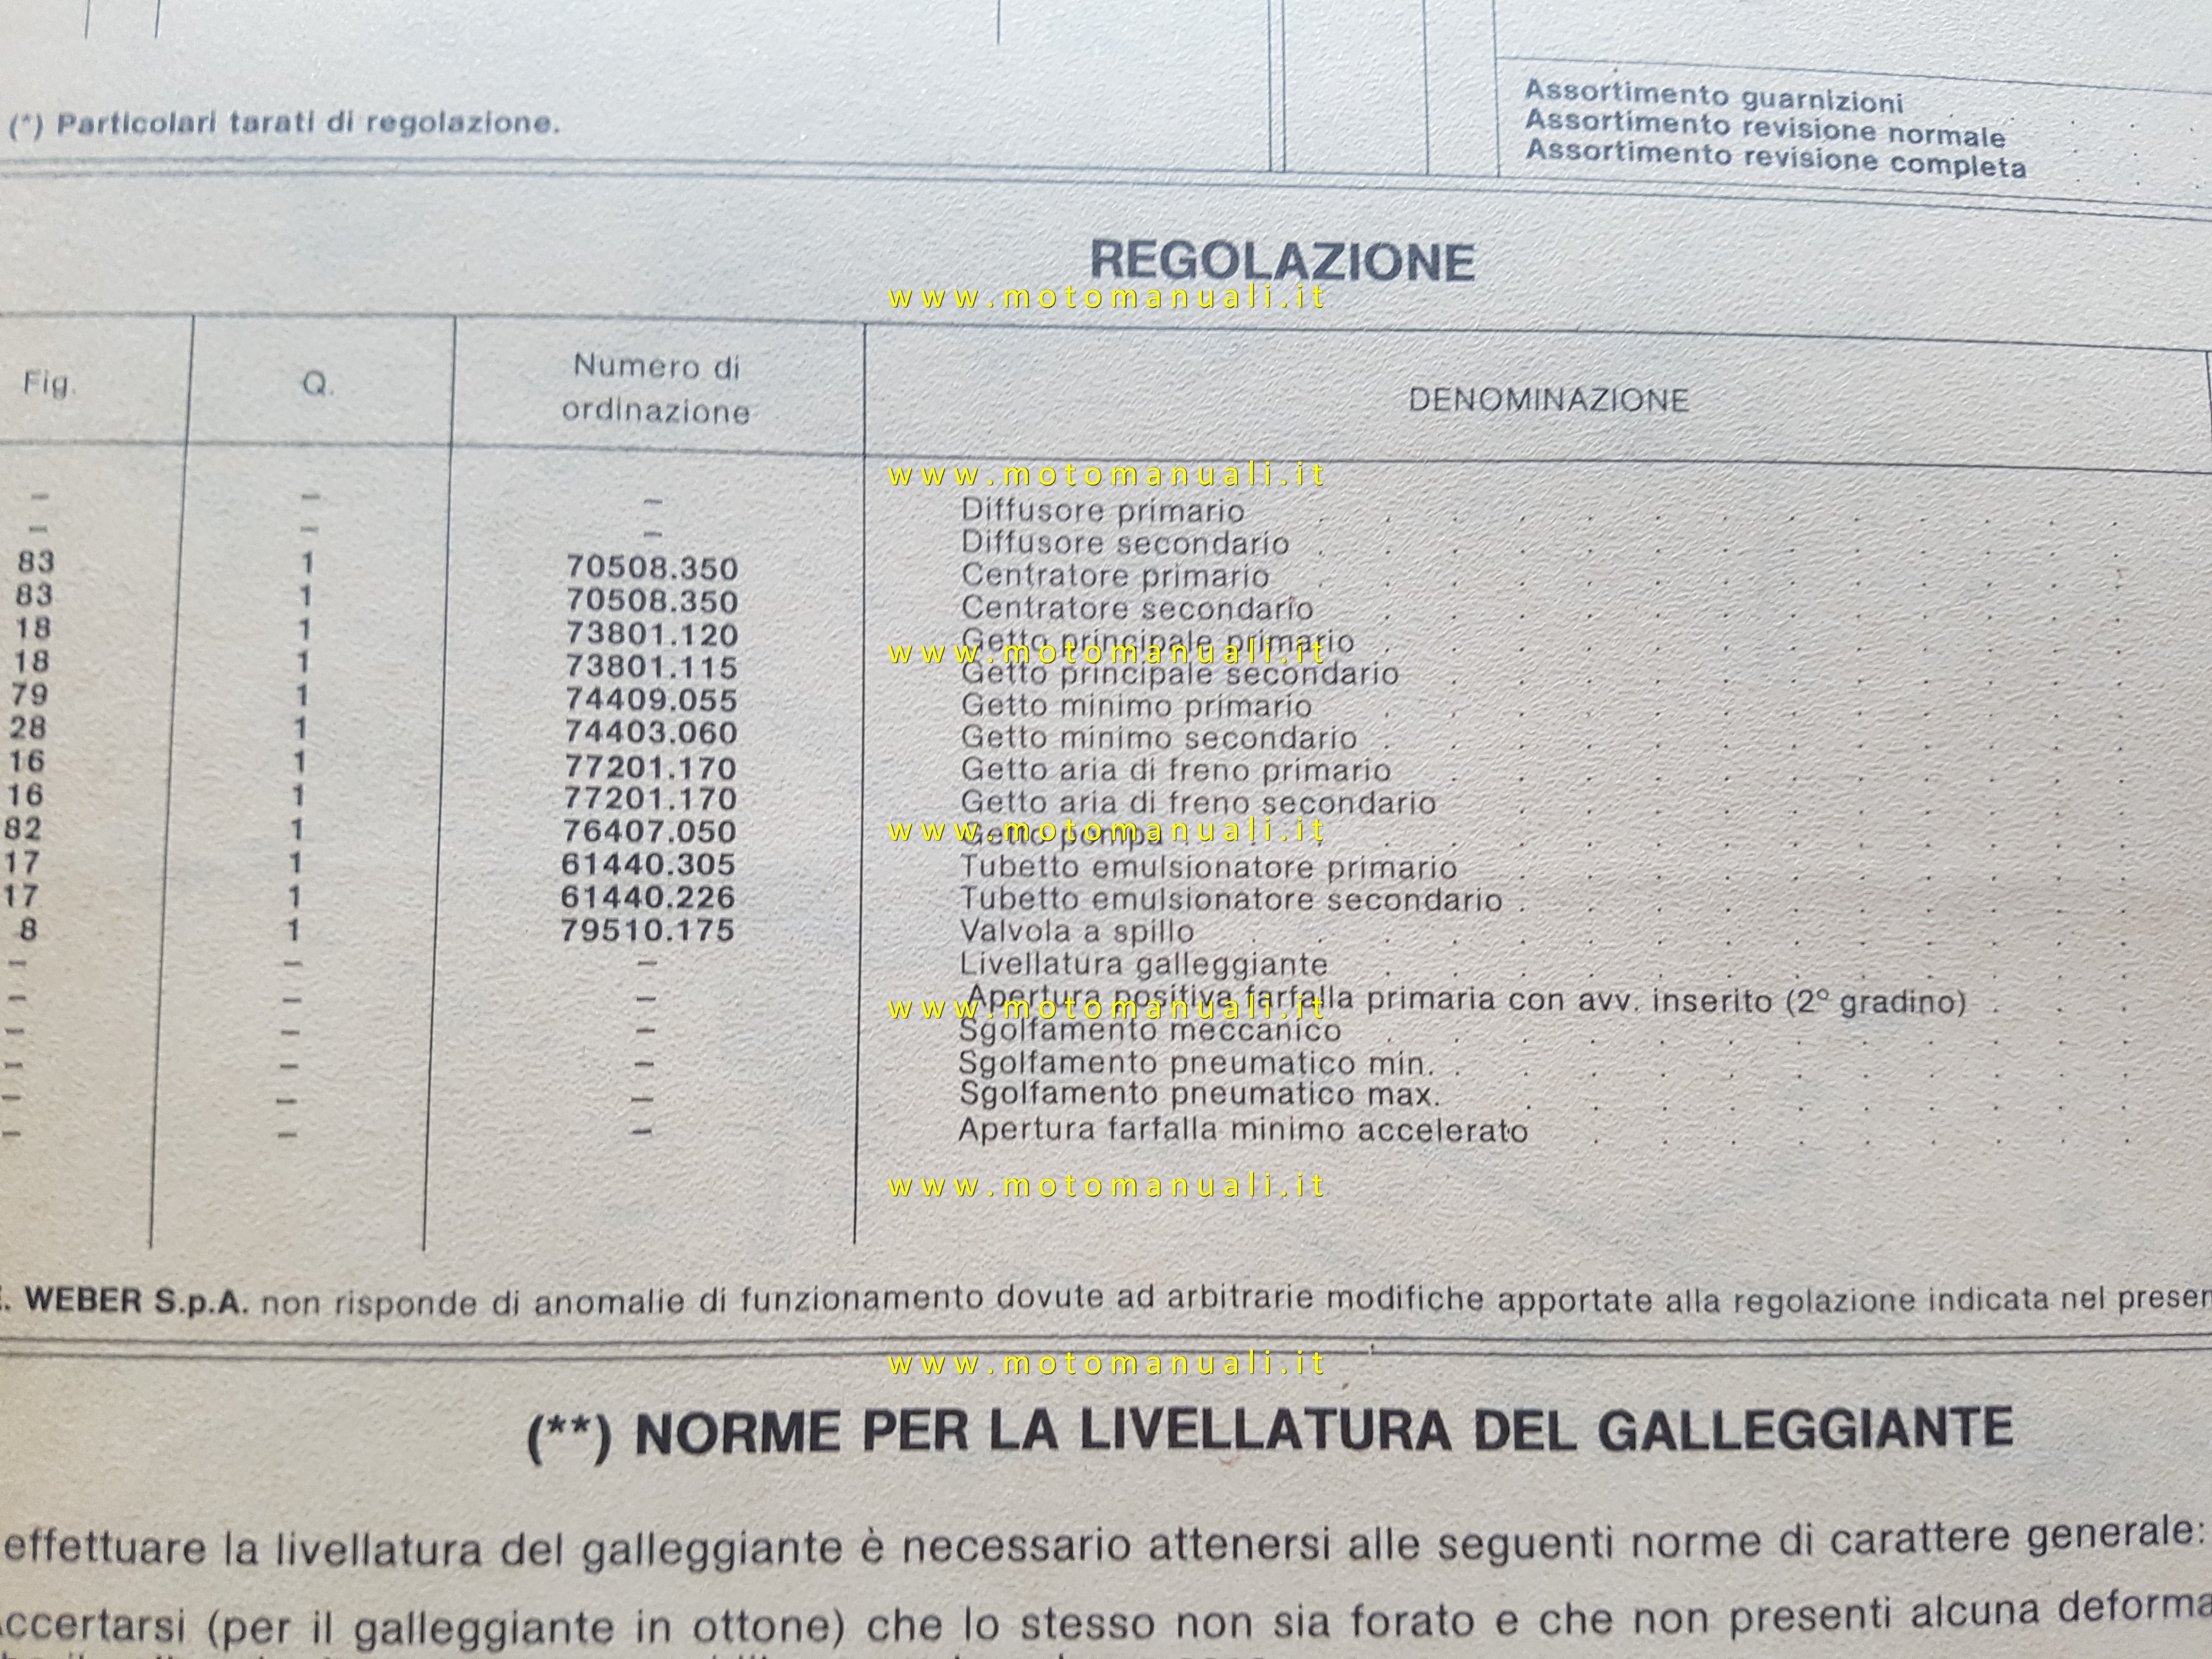 Assortimento guarnizioni
Assortimento revisione normale
Assortimento revisione completa
(*) Particolari tarati di regolazione.
REGOLAZIONE
www.motomanuali.it
Fig. Q. Numero di ordinazione DENOMINAZIONE
www.motomanuali.it
– – – Diffusore primario
– – – Diffusore secondario
83 1 70508.350 Centratore primario
83 1 70508.350 Centratore secondario
18 1 73801.120 Getto principale primario
www.motomanuali.it
18 1 73801.115 Getto principale secondario
79 1 74409.055 Getto minimo primario
28 1 74403.060 Getto minimo secondario
16 1 77201.170 Getto aria di freno primario
16 1 77201.170 Getto aria di freno secondario
82 1 76407.050 Getto pompa
www.motomanuali.it
17 1 61440.305 Tubetto emulsionatore primario
17 1 61440.226 Tubetto emulsionatore secondario
8 1 79510.175 Valvola a spillo
– – – Livellatura galleggiante
– – – Apertura positiva farfalla primaria con avv. inserito (2° gradino)
www.motomanuali.it
– – – Sgolfamento meccanico
– – – Sgolfamento pneumatico min.
– – – Sgolfamento pneumatico max.
– – – Apertura farfalla minimo accelerato
www.motomanuali.it
. WEBER S.p.A. non risponde di anomalie di funzionamento dovute ad arbitrarie modifiche apportate alla regolazione indicata nel presen
www.motomanuali.it
(**) NORME PER LA LIVELLATURA DEL GALLEGGIANTE
effettuare la livellatura del galleggiante è necessario attenersi alle seguenti norme di carattere generale:
ccertarsi (per il galleggiante in ottone) che lo stesso non sia forato e che non presenti alcuna deforma